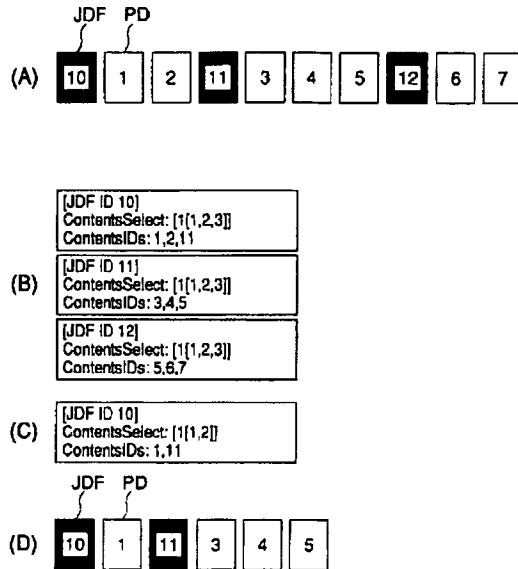 JDF PD
(A) 10 1 2 11 3 4 5 12 6 7
[JDF ID 10]
ContentsSelect: [1[1,2,3]]
ContentsIDs: 1,2,11
(B) [JDF ID 11]
ContentsSelect: [1[1,2,3]]
ContentsIDs: 3,4,5
[JDF ID 12]
ContentsSelect: [1[1,2,3]]
ContentsIDs: 5,6,7
(C) [JDF ID 10]
ContentsSelect: [1[1,2]]
ContentsIDs: 1,11
JDF PD
(D) 10 1 11 3 4 5